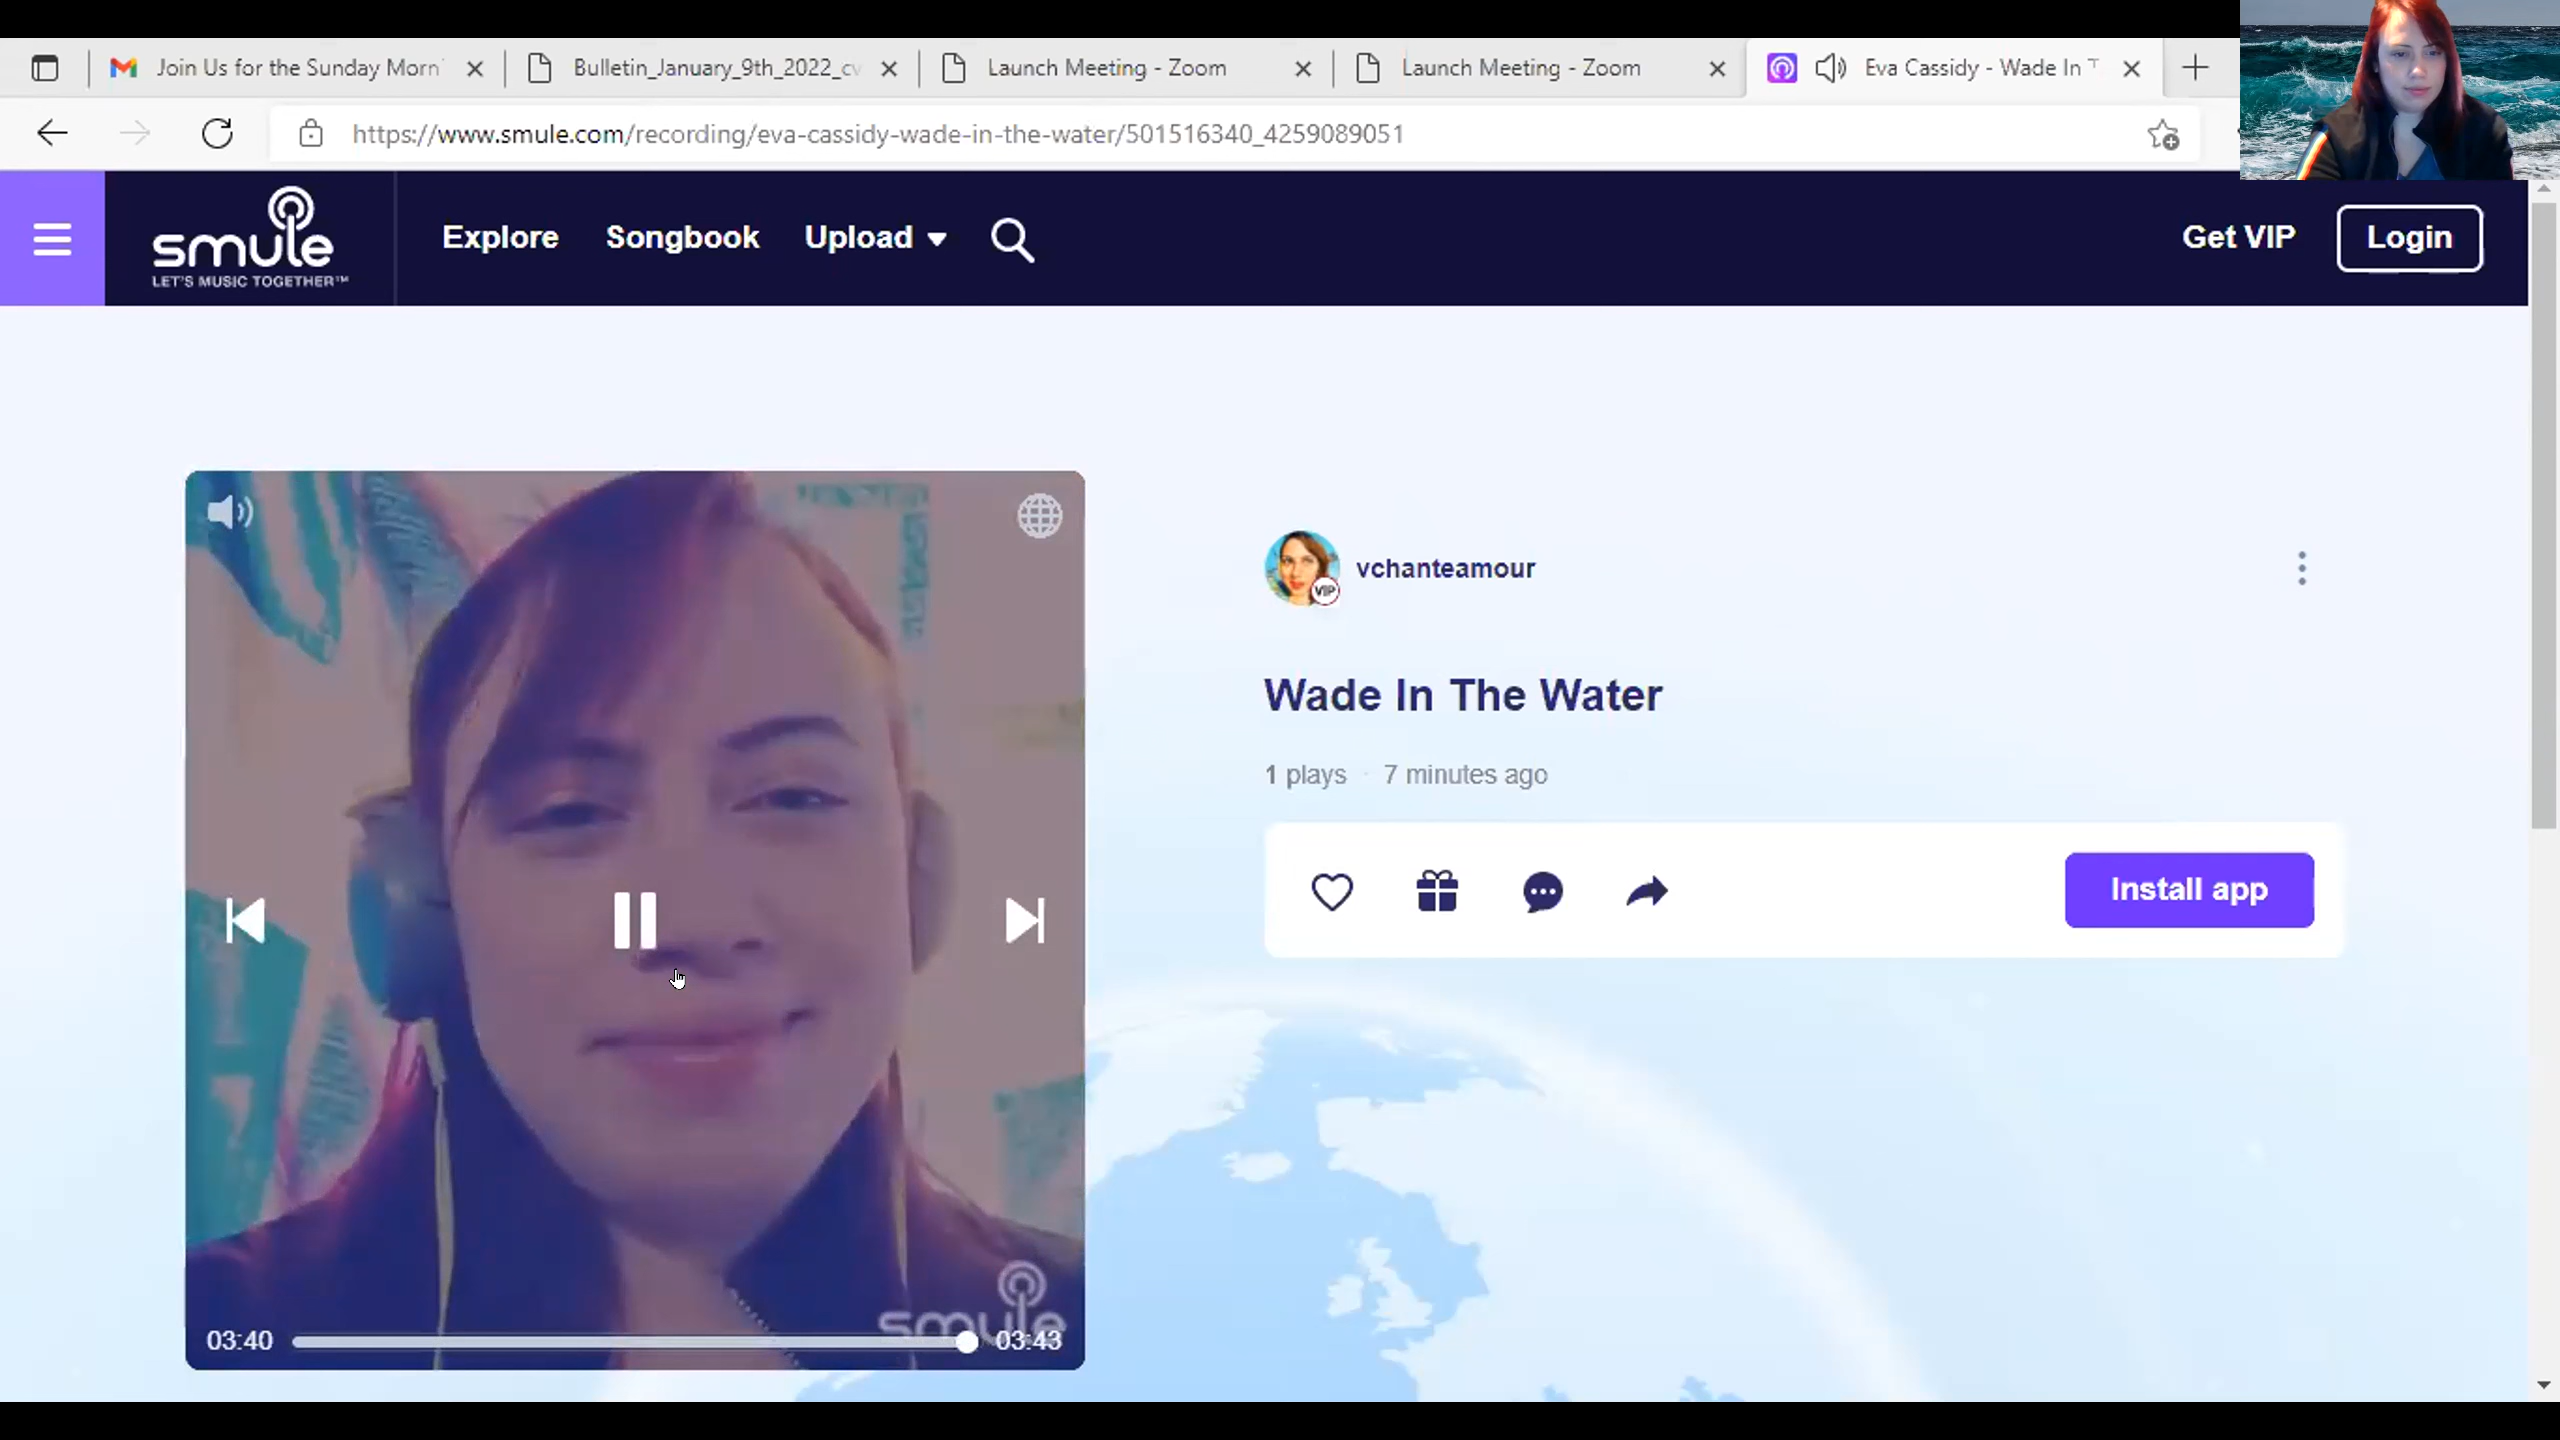 Join Us for the Sunday Morn
Bulletin_January_9th_2022_cv
Launch Meeting - Zoom
Launch Meeting - Zoom
Eva Cassidy - Wade In T
https://www.smule.com/recording/eva-cassidy-wade-in-the-water/501516340_4259089051
smule
LET'S MUSIC TOGETHER™
Explore
Songbook
Upload
Get VIP
Login
vchanteamour
VIP
Wade In The Water
1 plays · 7 minutes ago
Install app
smule
03:40
03:43